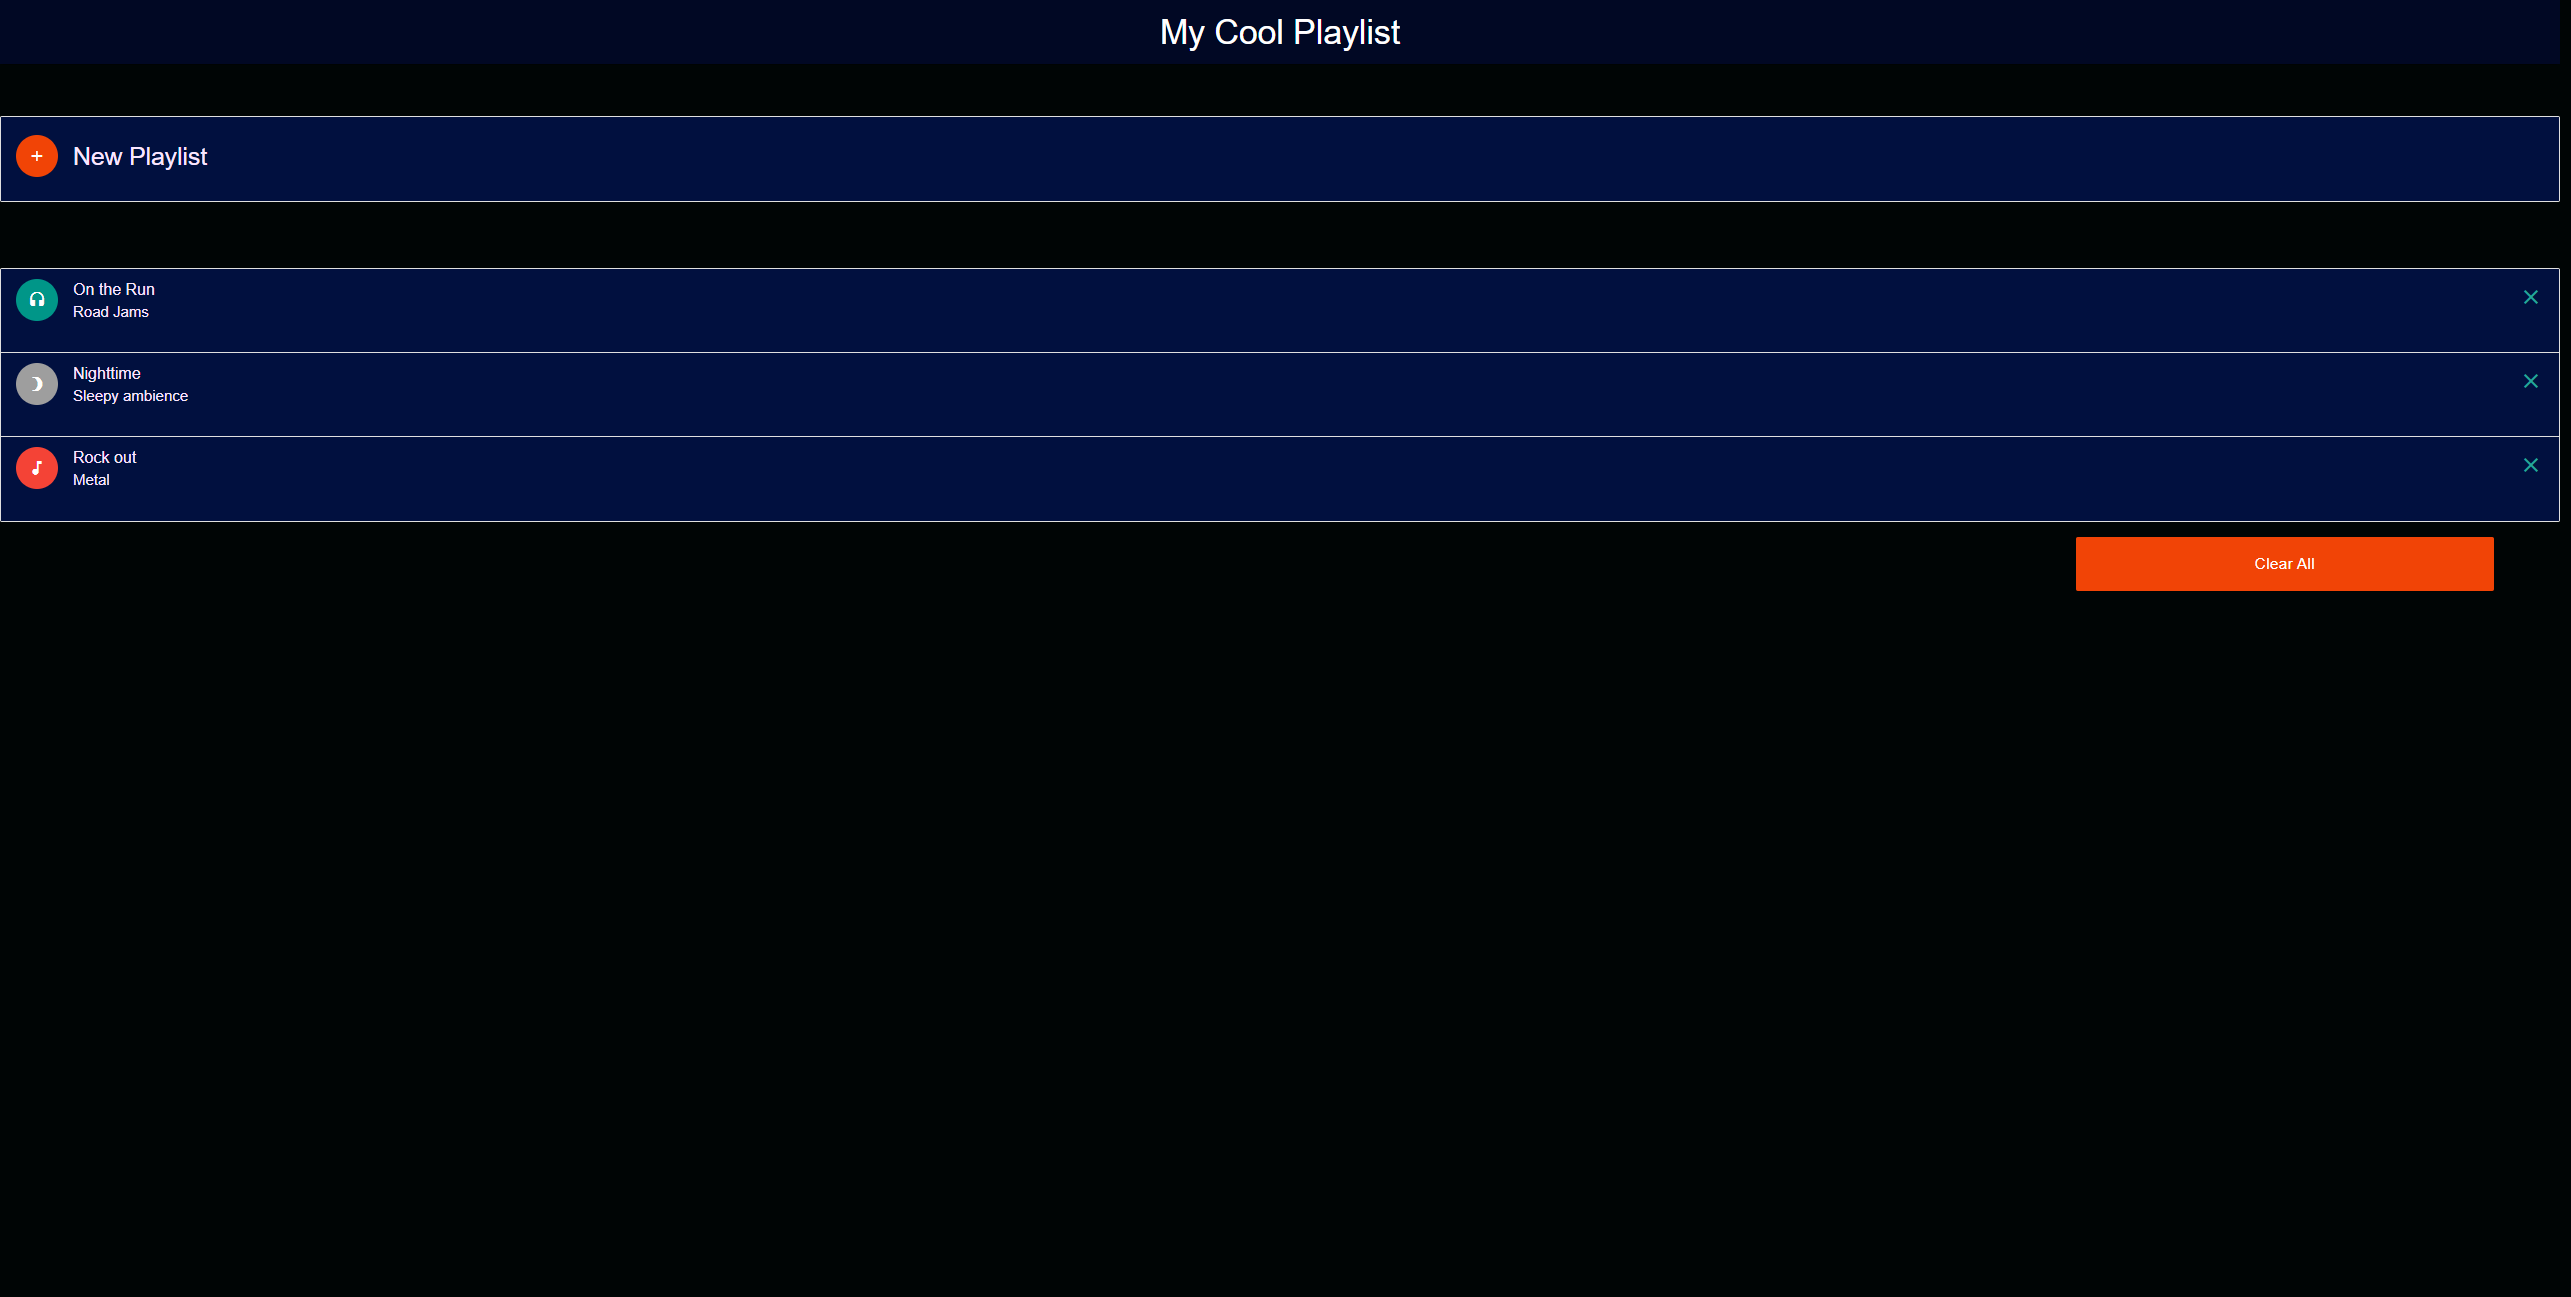 My Cool Playlist
New Playlist
On the Run
Road Jams
Nighttime
Sleepy ambience
Rock out
Metal
Clear All